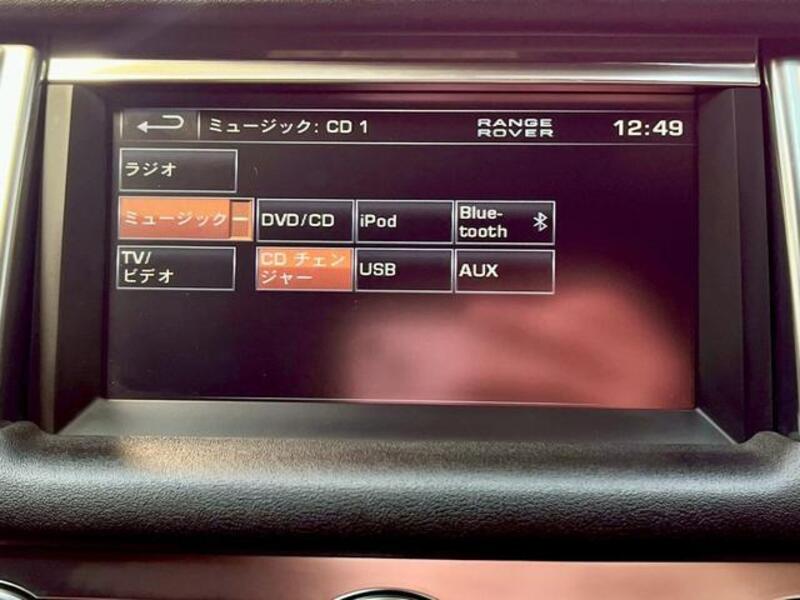 ミュージック: CD 1
RANGE
ROVER
12:49
ラジオ
ミュージック
DVD/CD
iPod
Blue-
tooth
TV/
ビデオ
CD チェン
ジャー
USB
AUX